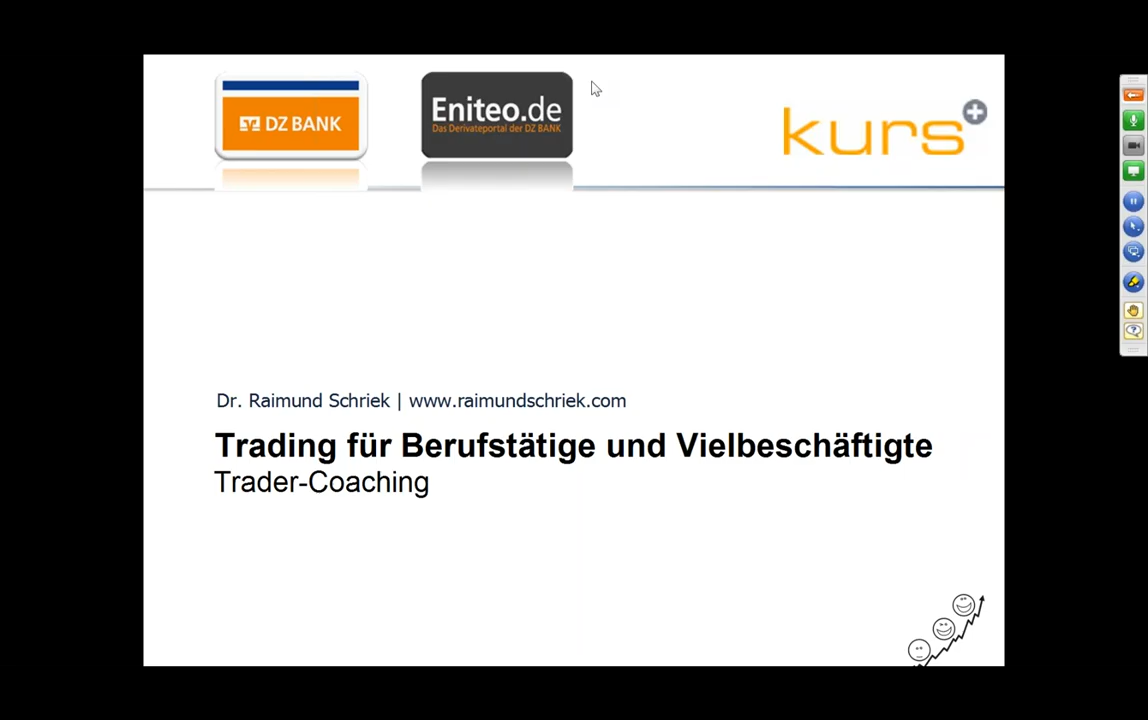 DZ BANK
Eniteo.de
Das Derivateportal der DZ BANK
kurs+
Dr. Raimund Schriek | www.raimundschriek.com
Trading für Berufstätige und Vielbeschäftigte
Trader-Coaching